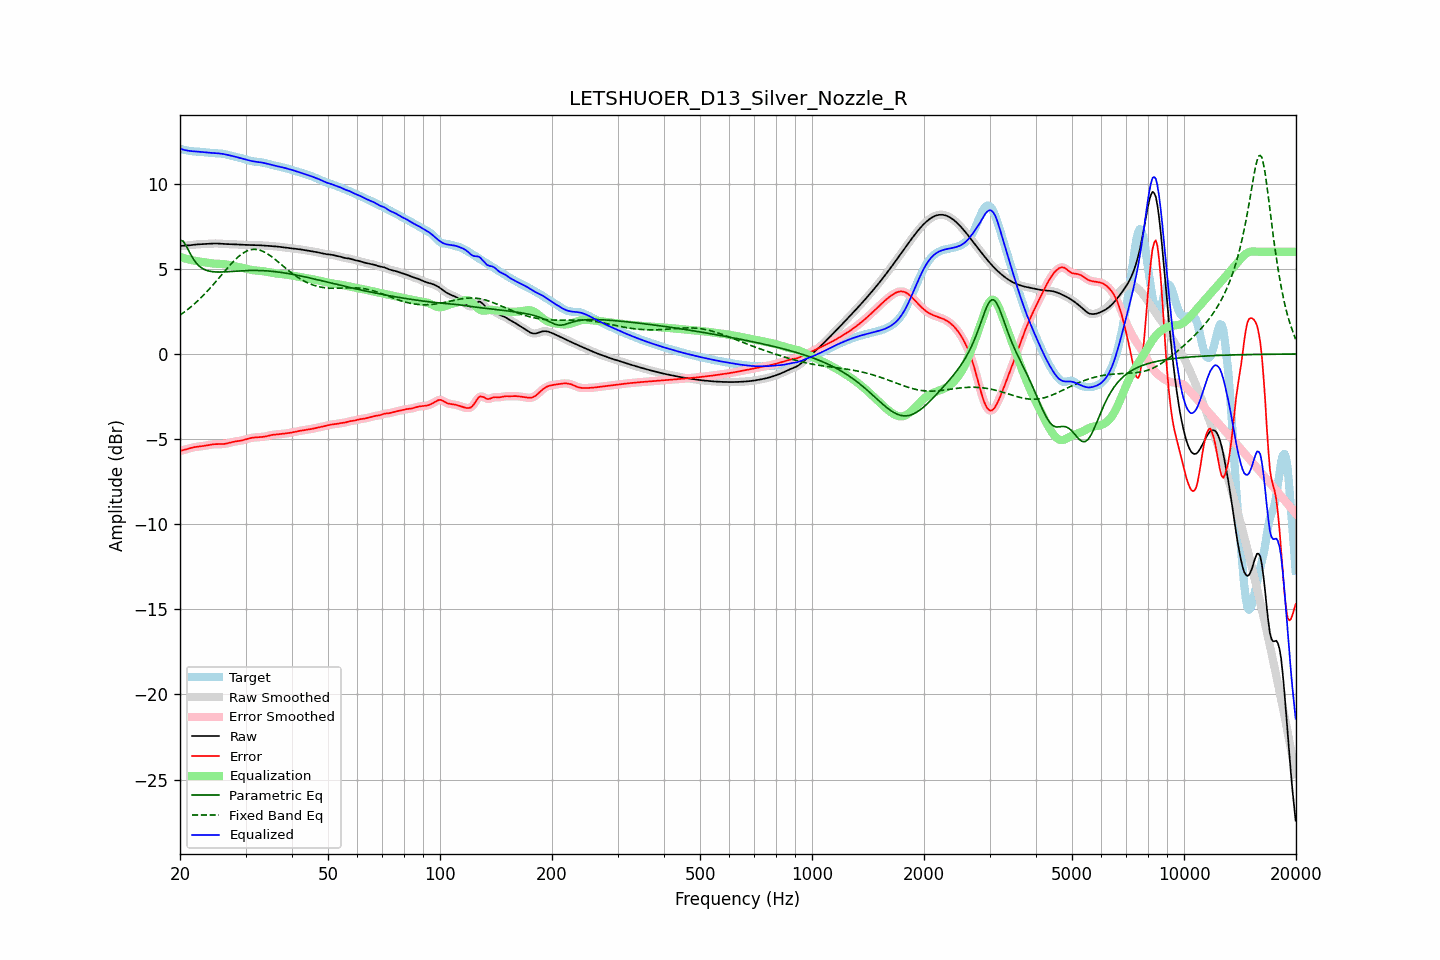 LETSHUOER_D13_Silver_Nozzle_R
10
5
0
−5
−10
−15
−20
−25
Amplitude (dBr)
Target
Raw Smoothed
Error Smoothed
Raw
Error
Equalization
Parametric Eq
Fixed Band Eq
Equalized
20 50 100 200 500 1000 2000 5000 10000 20000
Frequency (Hz)